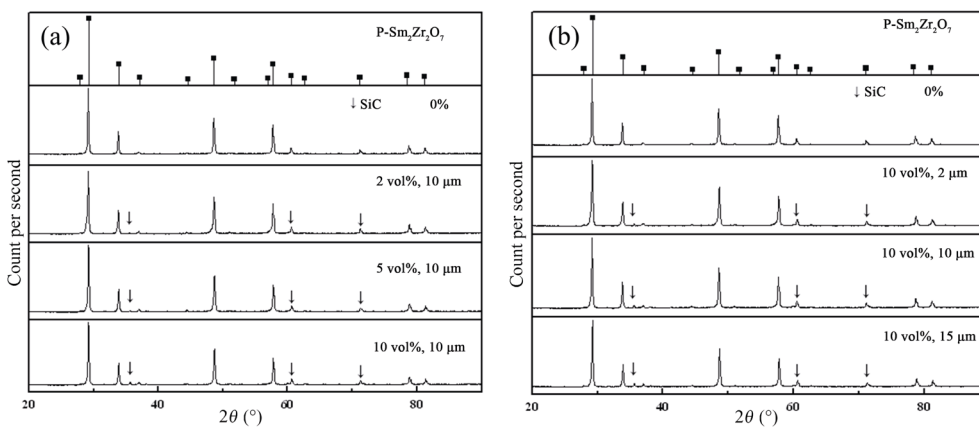 (a)
P-Sm₂Zr₂O₇
↓ SiC 0%
2 vol%, 10 μm
5 vol%, 10 μm
10 vol%, 10 μm
Count per second
20 40 60 80
2θ (°)
(b)
P-Sm₂Zr₂O₇
↓ SiC 0%
10 vol%, 2 μm
10 vol%, 10 μm
10 vol%, 15 μm
Count per second
20 40 60 80
2θ (°)